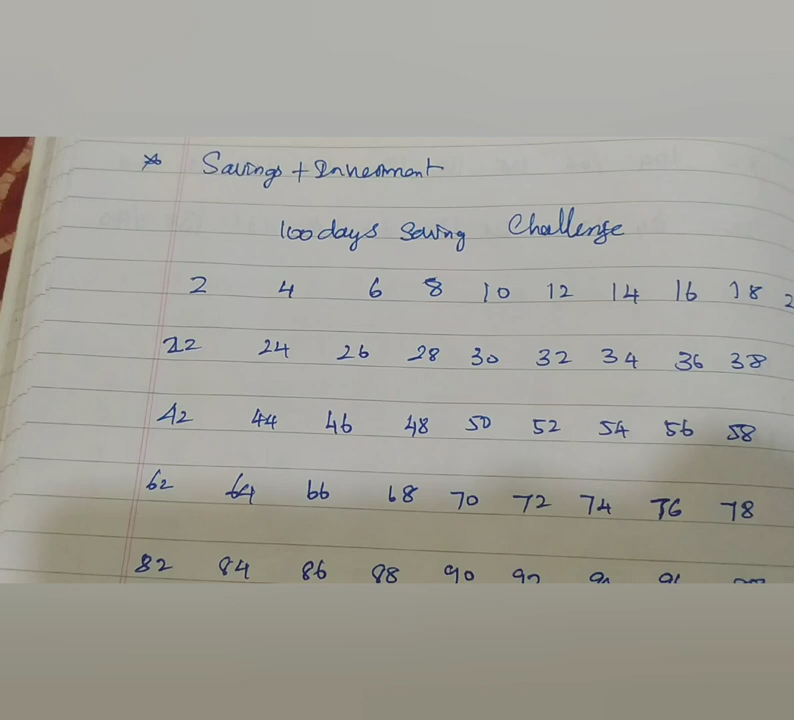 Savings + Invesment
100 days Saving Challenge
2 4 6 8 10 12 14 16 18
22 24 26 28 30 32 34 36 38
42 44 46 48 50 52 54 56 58
62 64 66 68 70 72 74 76 78
82 84 86 88 90